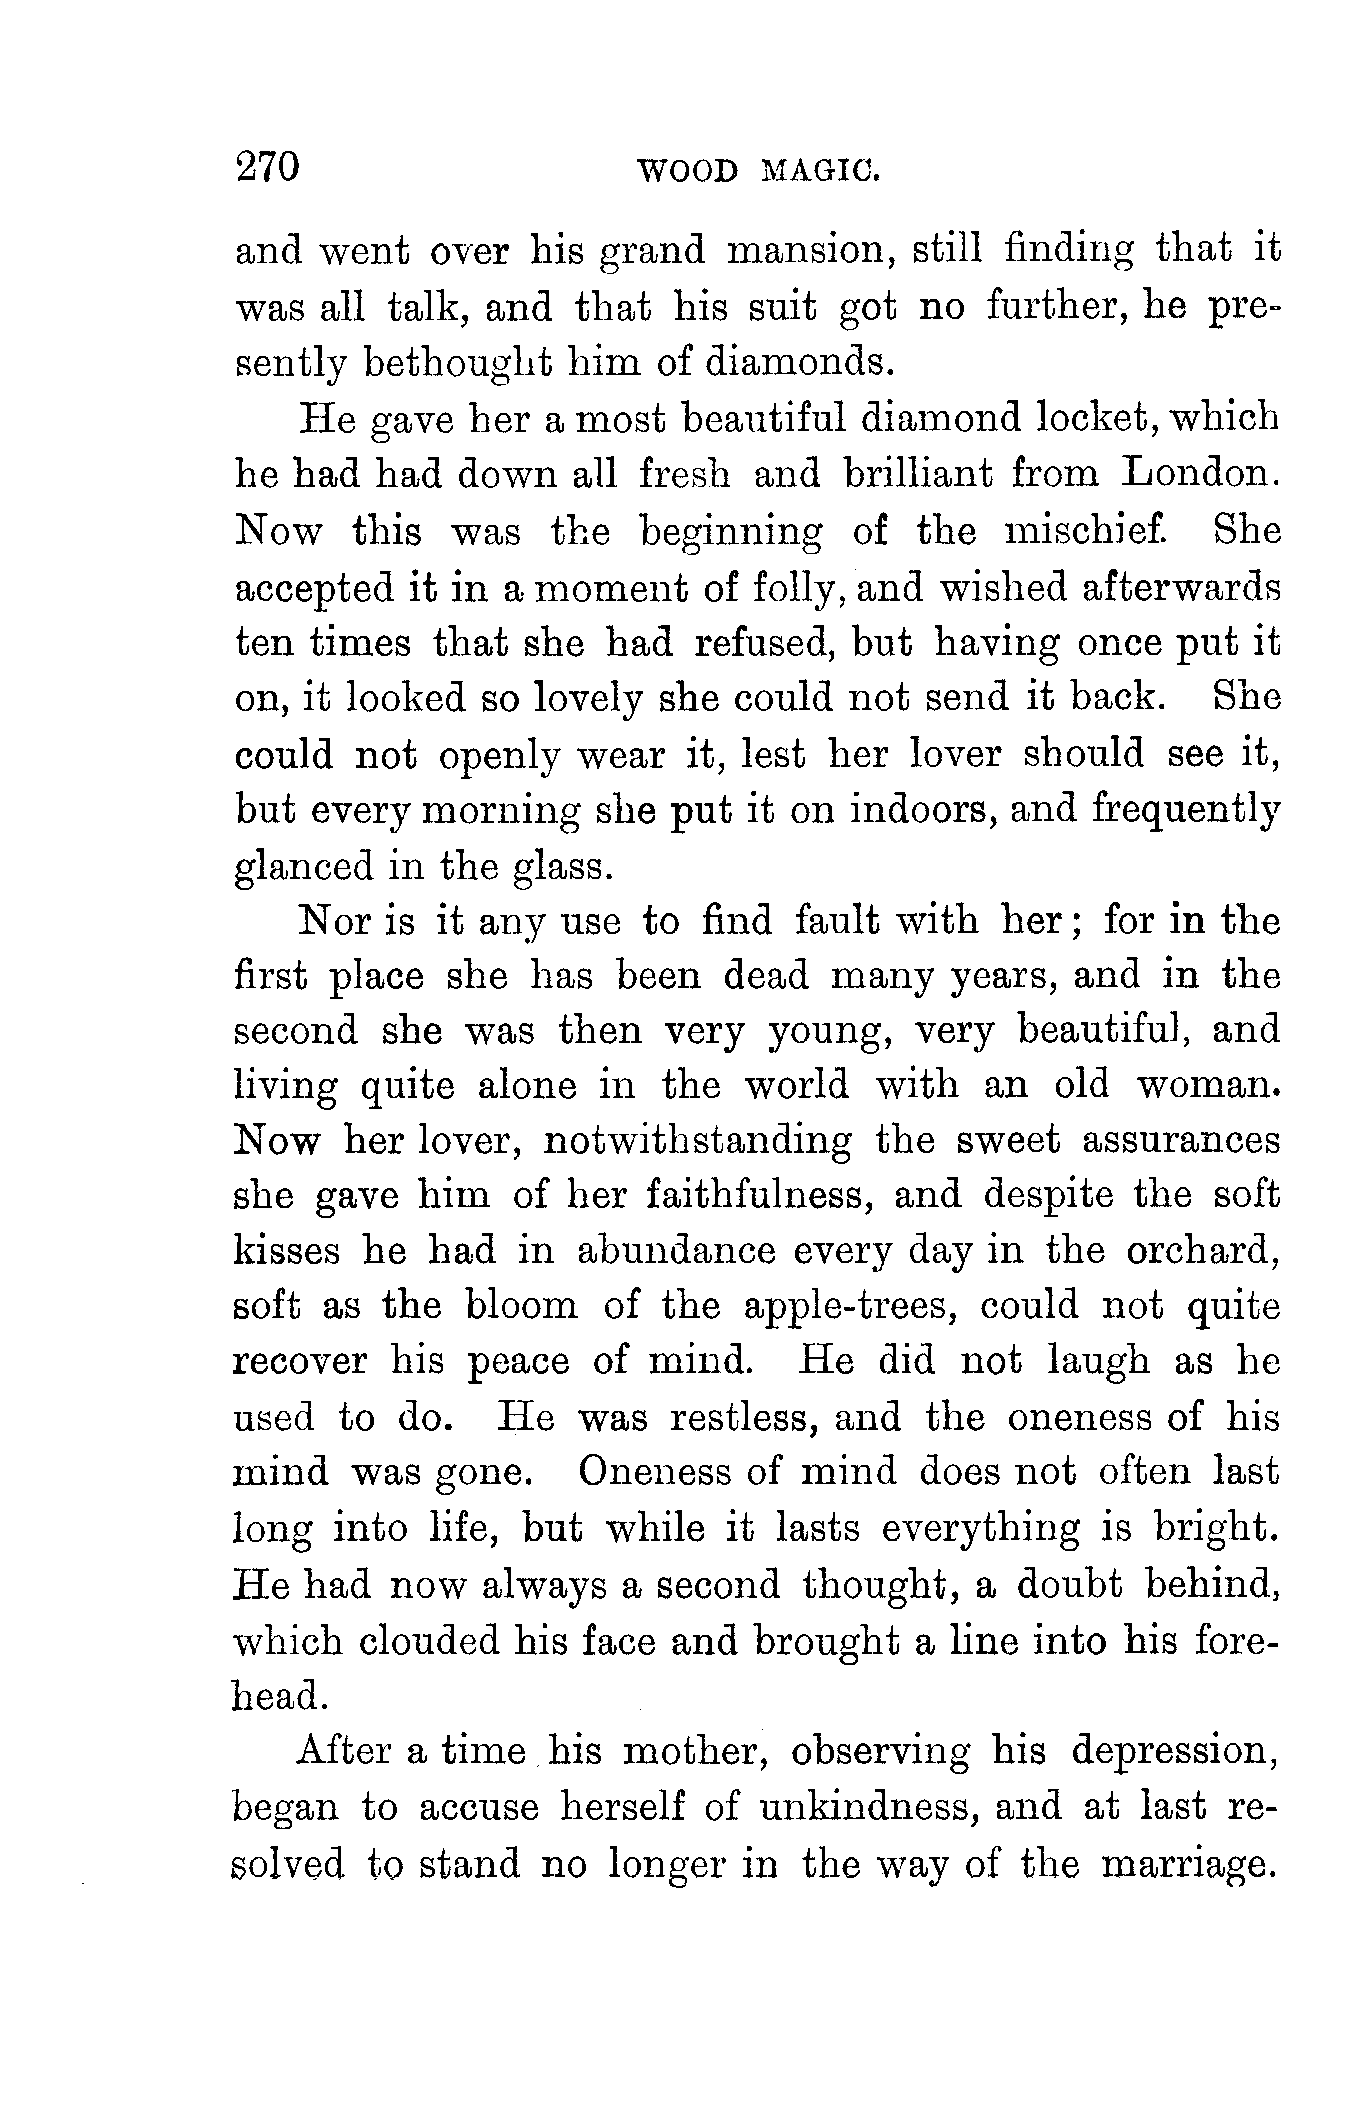 270 WOOD MAGIC.
and went over his grand mansion, still finding that it
was all talk, and that his suit got no further, he pre-
sently bethought him of diamonds.
He gave her a most beautiful diamond locket, which
he had had down all fresh and brilliant from London.
Now this was the beginning of the mischief. She
accepted it in a moment of folly, and wished afterwards
ten times that she had refused, but having once put it
on, it looked so lovely she could not send it back. She
could not openly wear it, lest her lover should see it,
but every morning she put it on indoors, and frequently
glanced in the glass.
Nor is it any use to find fault with her; for in the
first place she has been dead many years, and in the
second she was then very young, very beautiful, and
living quite alone in the world with an old woman.
Now her lover, notwithstanding the sweet assurances
she gave him of her faithfulness, and despite the soft
kisses he had in abundance every day in the orchard,
soft as the bloom of the apple-trees, could not quite
recover his peace of mind. He did not laugh as he
used to do. He was restless, and the oneness of his
mind was gone. Oneness of mind does not often last
long into life, but while it lasts everything is bright.
He had now always a second thought, a doubt behind,
which clouded his face and brought a line into his fore-
head.
After a time his mother, observing his depression,
began to accuse herself of unkindness, and at last re-
solved to stand no longer in the way of the marriage.